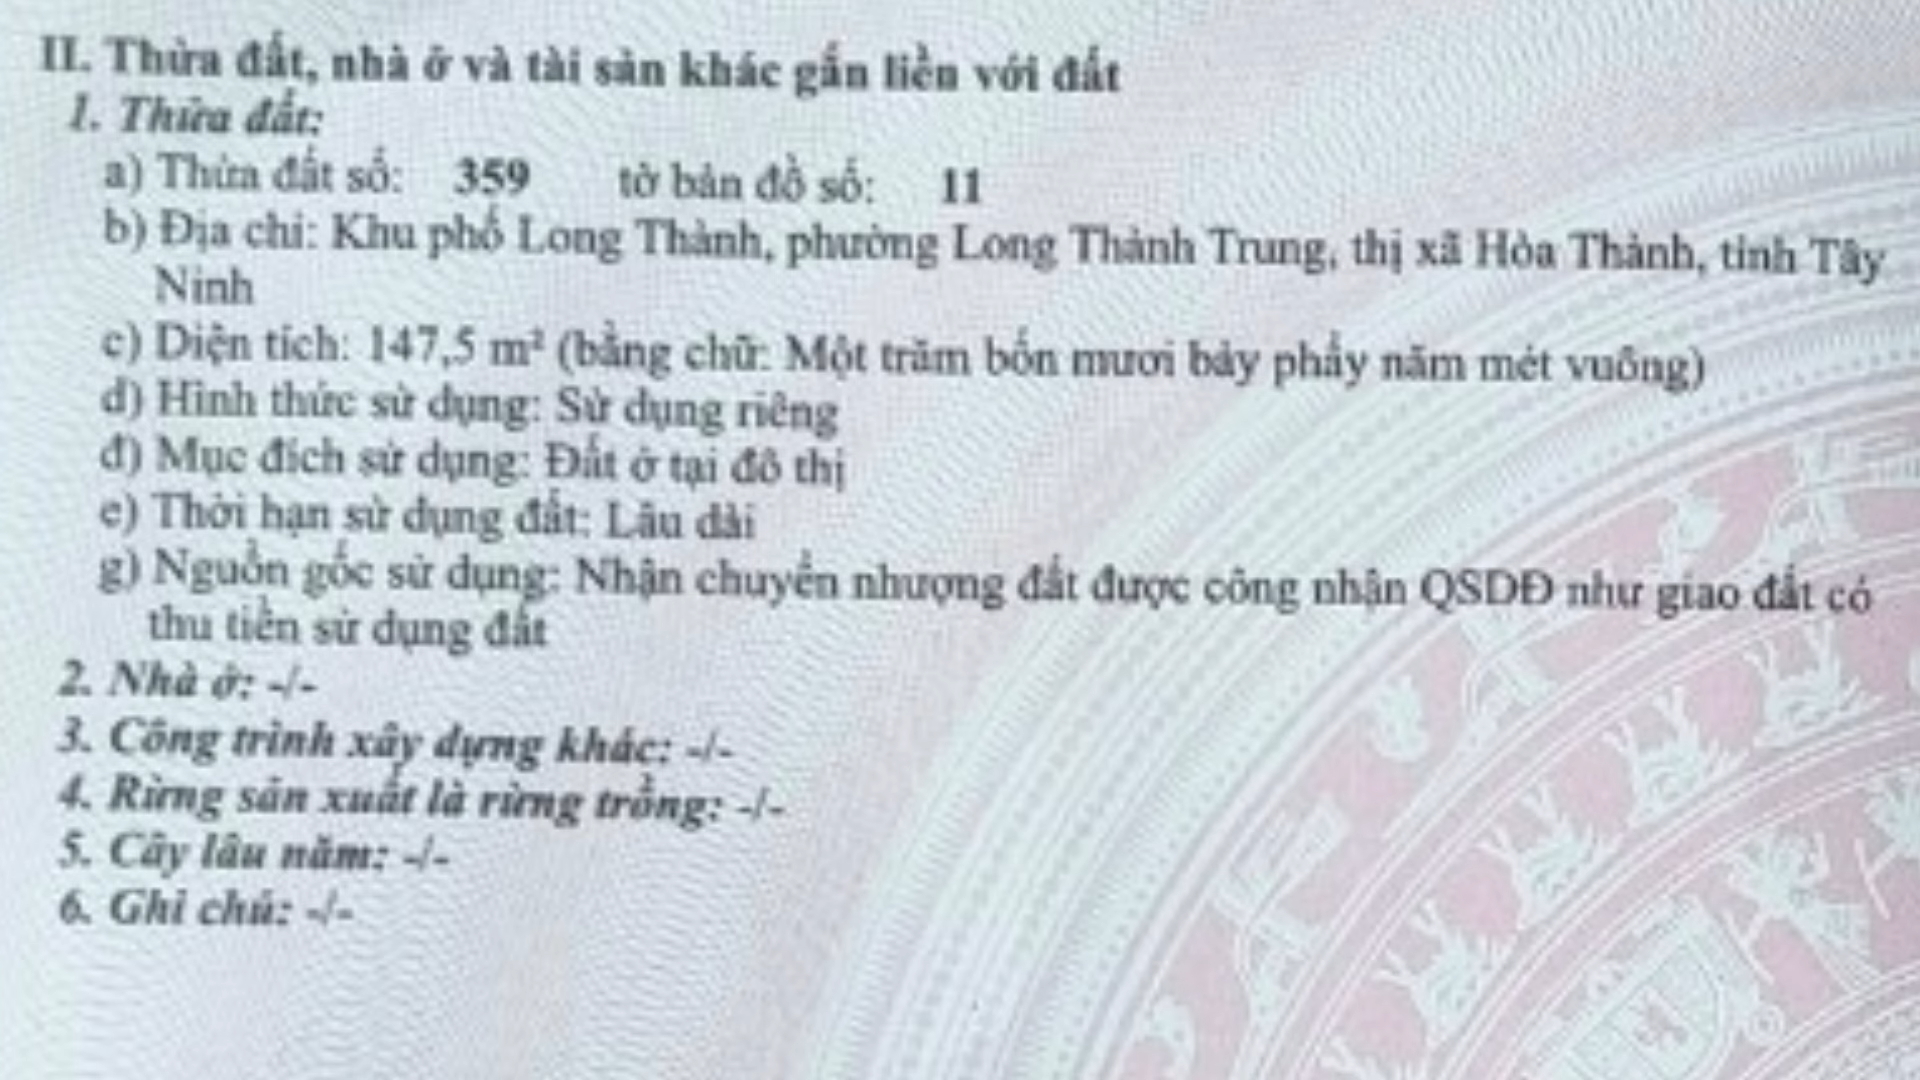 II. Thửa đất, nhà ở và tài sản khác gắn liền với đất
1. Thửa đất:
a) Thửa đất số: 359 tờ bản đồ số: 11
b) Địa chỉ: Khu phố Long Thành, phường Long Thành Trung, thị xã Hòa Thành, tỉnh Tây
Ninh
c) Diện tích: 147,5 m² (bằng chữ: Một trăm bốn mươi bảy phẩy năm mét vuông)
d) Hình thức sử dụng: Sử dụng riêng
đ) Mục đích sử dụng: Đất ở tại đô thị
e) Thời hạn sử dụng đất: Lâu dài
g) Nguồn gốc sử dụng: Nhận chuyển nhượng đất được công nhận QSDĐ như giao đất có
thu tiền sử dụng đất
2. Nhà ở: -/-
3. Công trình xây dựng khác: -/-
4. Rừng sản xuất là rừng trồng: -/-
5. Cây lâu năm: -/-
6. Ghi chú: -/-